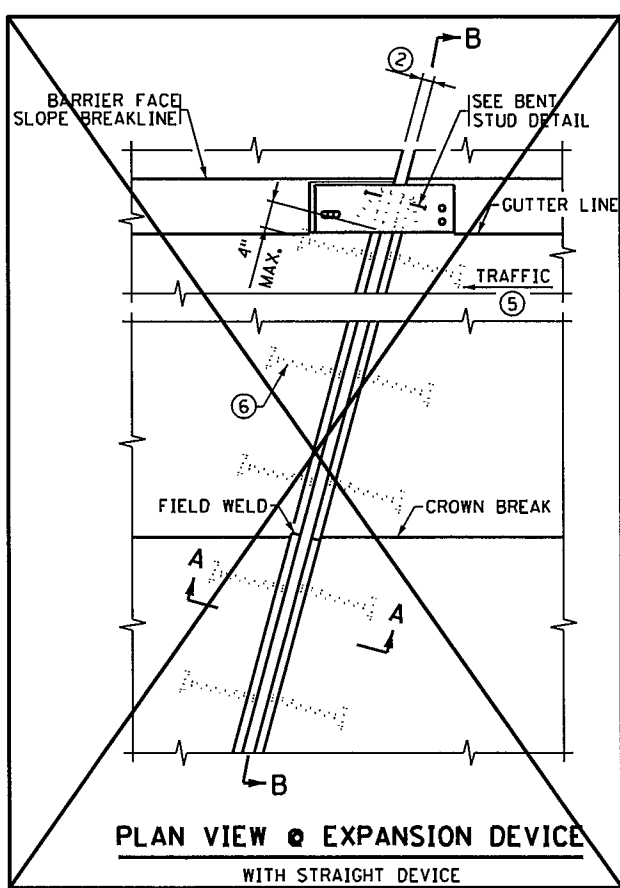 B
2
BARRIER FACE
SLOPE BREAKLINE
SEE BENT
STUD DETAIL
GUTTER LINE
4"
MAX.
TRAFFIC
5
6
FIELD WELD
CROWN BREAK
A
A
B
PLAN VIEW @ EXPANSION DEVICE
WITH STRAIGHT DEVICE